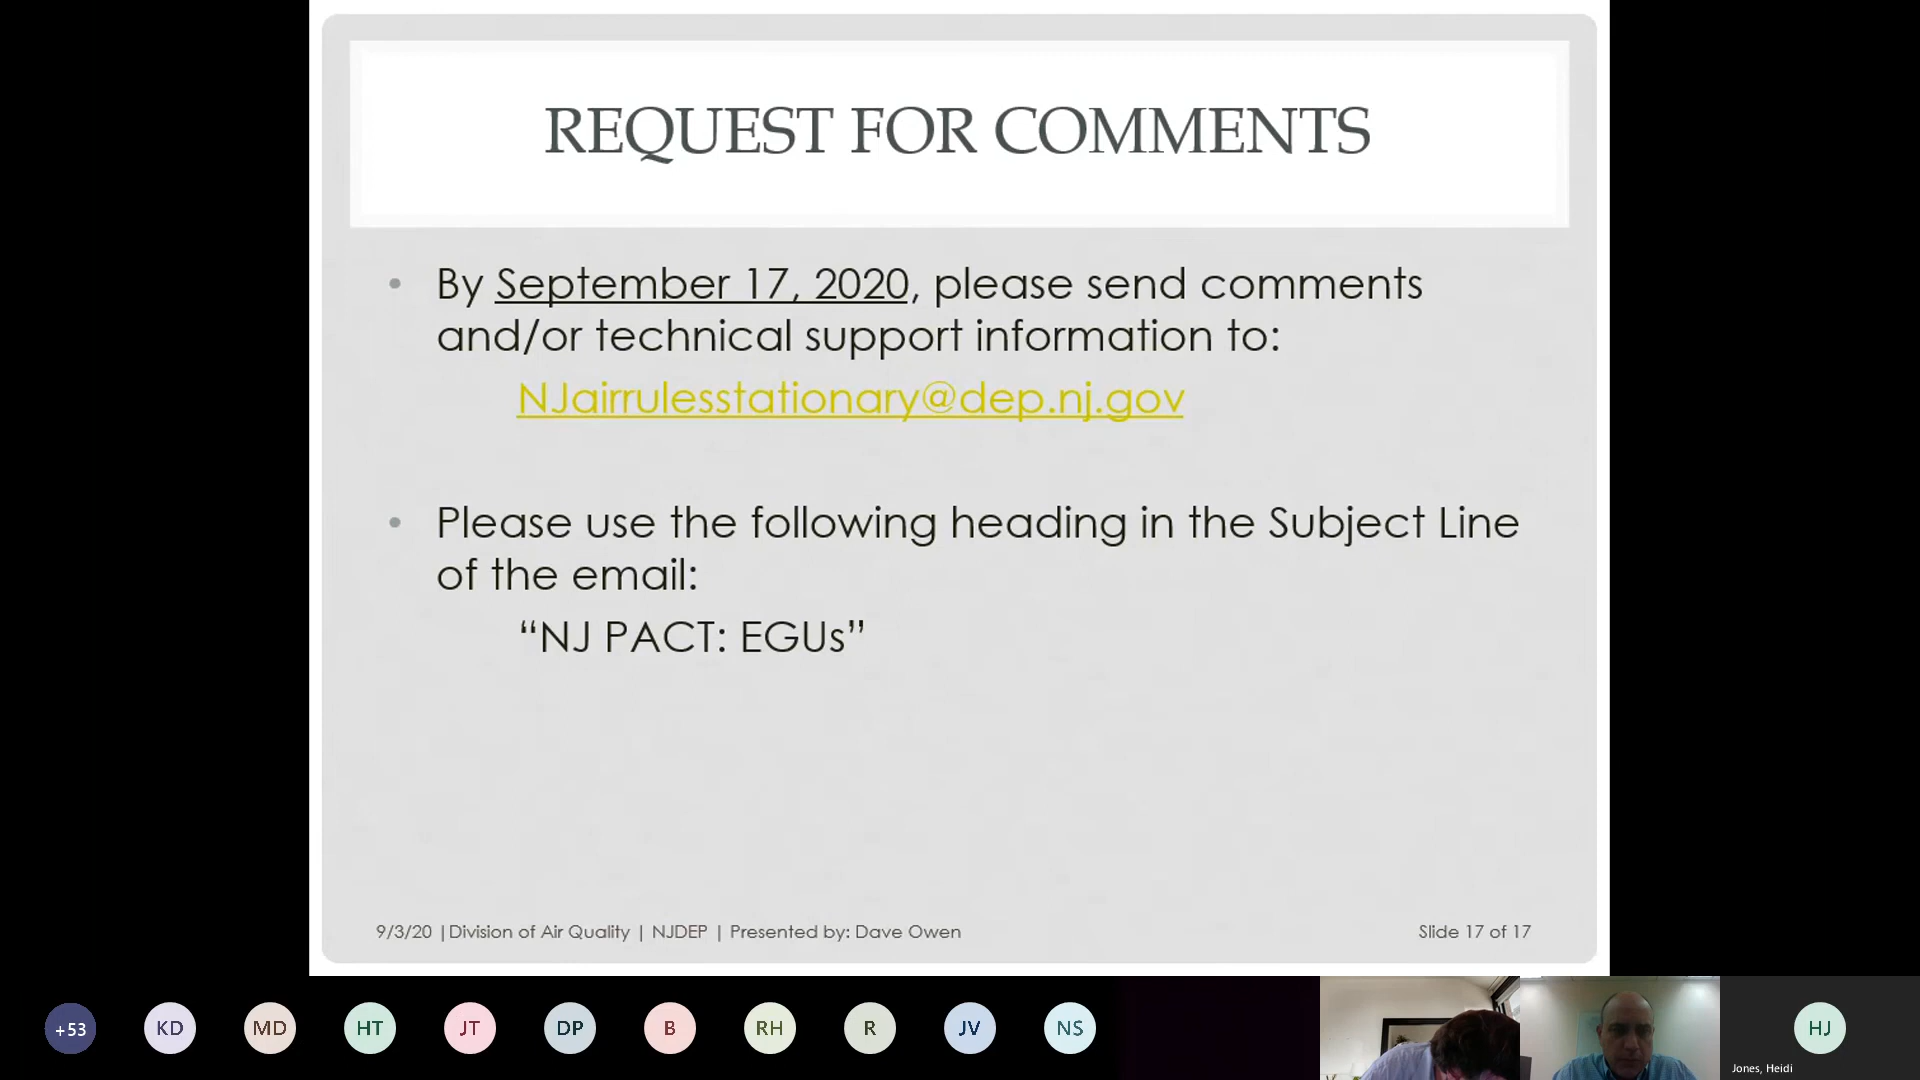 REQUEST FOR COMMENTS
• By September 17, 2020, please send comments
and/or technical support information to:
NJairrulesstationary@dep.nj.gov
• Please use the following heading in the Subject Line
of the email:
“NJ PACT: EGUs”
9/3/20 |Division of Air Quality | NJDEP | Presented by: Dave Owen
Slide 17 of 17
+53
KD
MD
HT
JT
DP
B
RH
R
JV
NS
HJ
Jones, Heidi